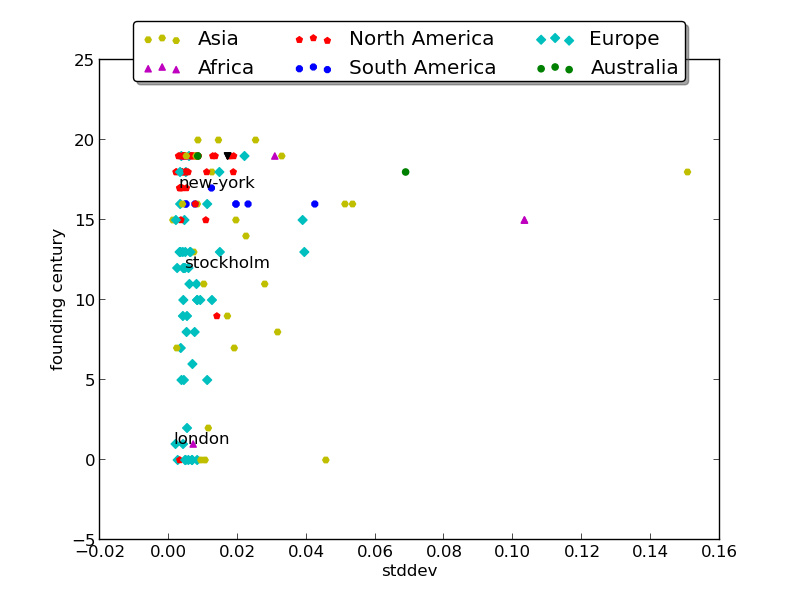 Asia North America Europe
Africa South America Australia
25
20
15
10
5
0
−5
founding century
new-york
stockholm
london
−0.02 0.00 0.02 0.04 0.06 0.08 0.10 0.12 0.14 0.16
stddev